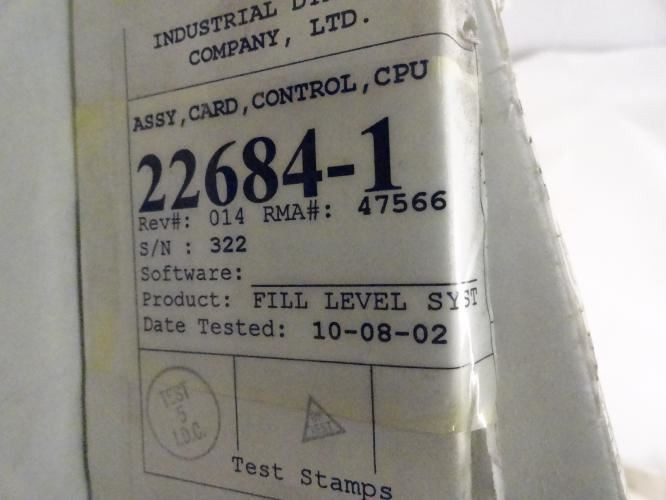 INDUSTRIAL
COMPANY, LTD.
ASSY,CARD,CONTROL,CPU
22684-1
Rev#: 014 RMA#: 47566
S/N : 322
Software:
Product: FILL LEVEL SYST
Date Tested: 10-08-02
TEST
5
I.D.C.
TEST
Test Stamps